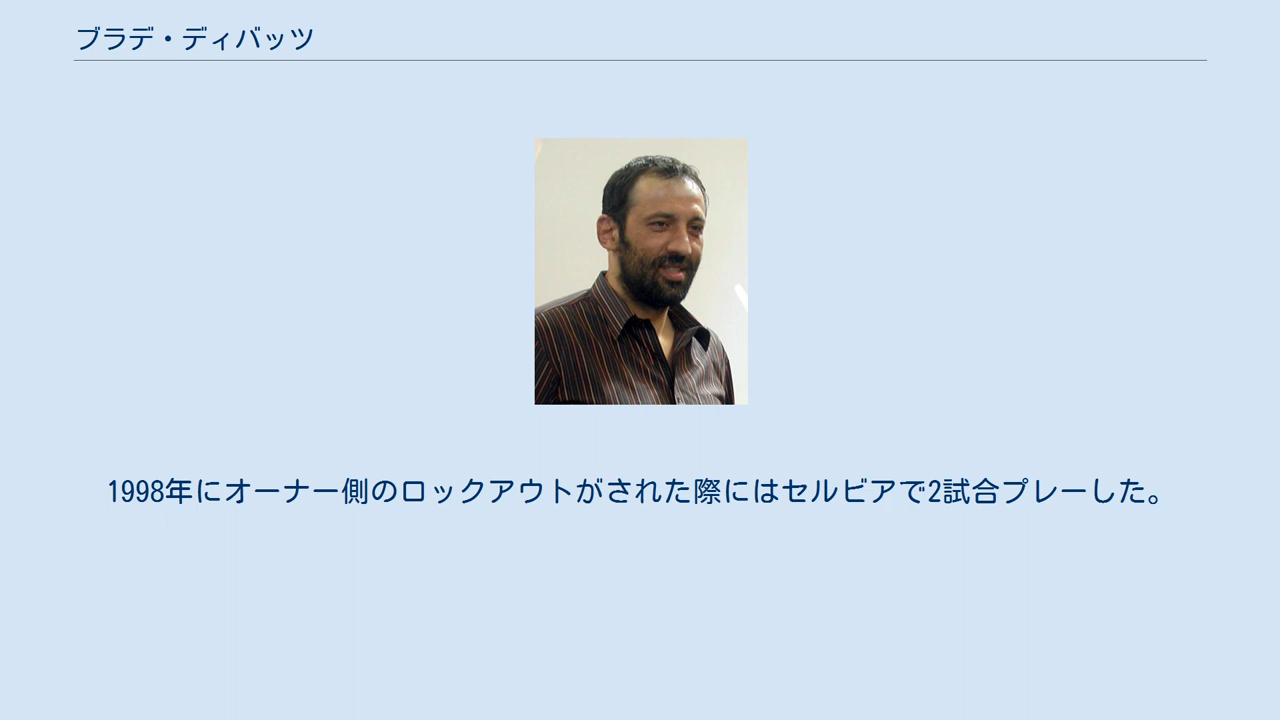 ブラデ・ディバッツ
1998年にオーナー側のロックアウトがされた際にはセルビアで2試合プレーした。